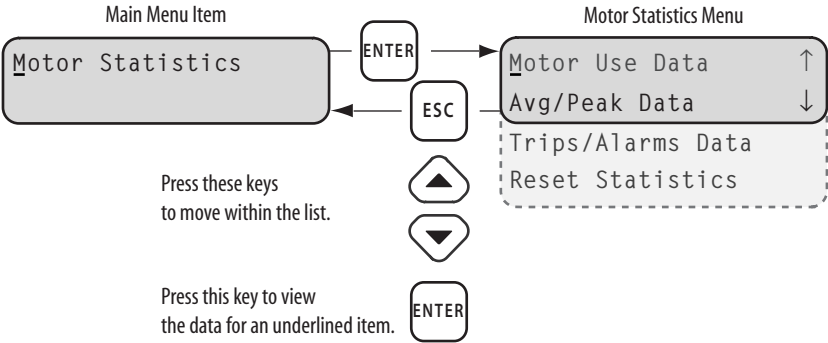 Main Menu Item
Motor Statistics Menu
Motor Statistics
ENTER
Motor Use Data ↑
Avg/Peak Data ↓
ESC
Trips/Alarms Data
Reset Statistics
Press these keys
to move within the list.
Press this key to view
the data for an underlined item.
ENTER